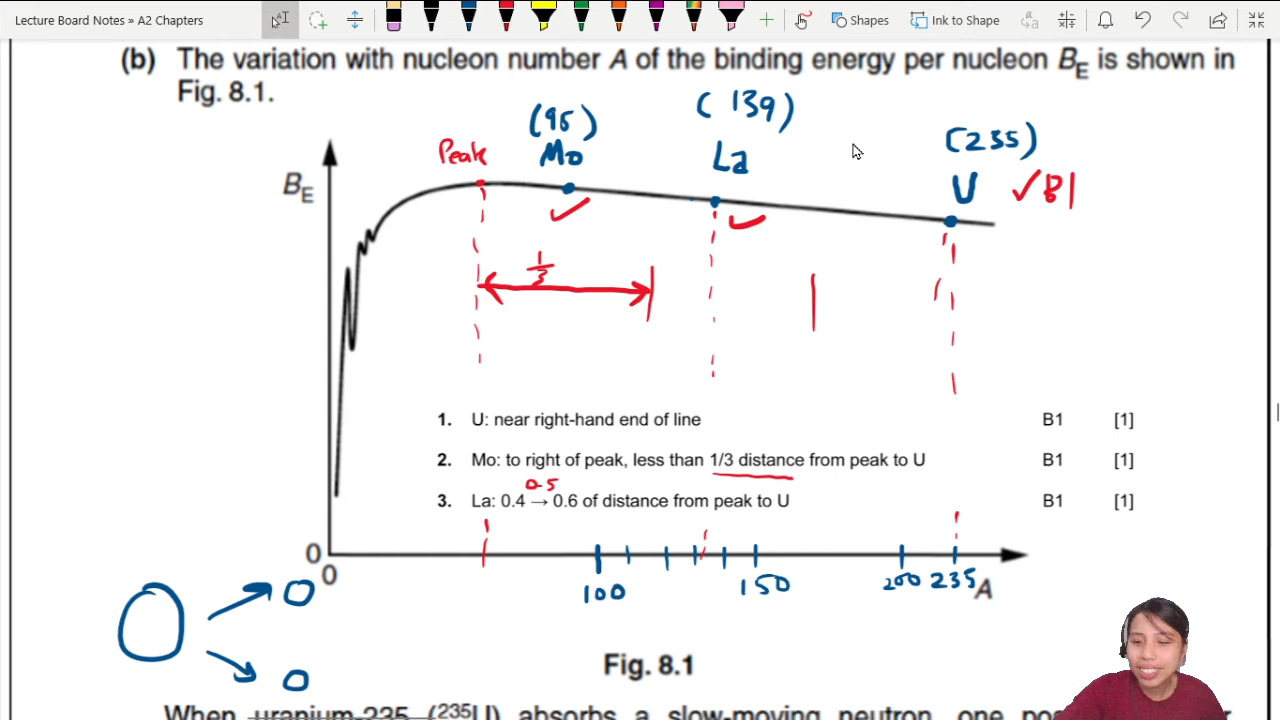 Lecture Board Notes » A2 Chapters
Shapes
Ink to Shape
(b) The variation with nucleon number A of the binding energy per nucleon BE is shown in
Fig. 8.1.
(95)
(139)
(235)
Peak
Mo
La
U
✓B1
BE
1/3
1. U: near right-hand end of line B1 [1]
2. Mo: to right of peak, less than 1/3 distance from peak to U B1 [1]
0.5
3. La: 0.4 → 0.6 of distance from peak to U B1 [1]
0
0
100
150
200
235
A
Fig. 8.1
When uranium-235 (235U) absorbs a slow-moving neutron, one